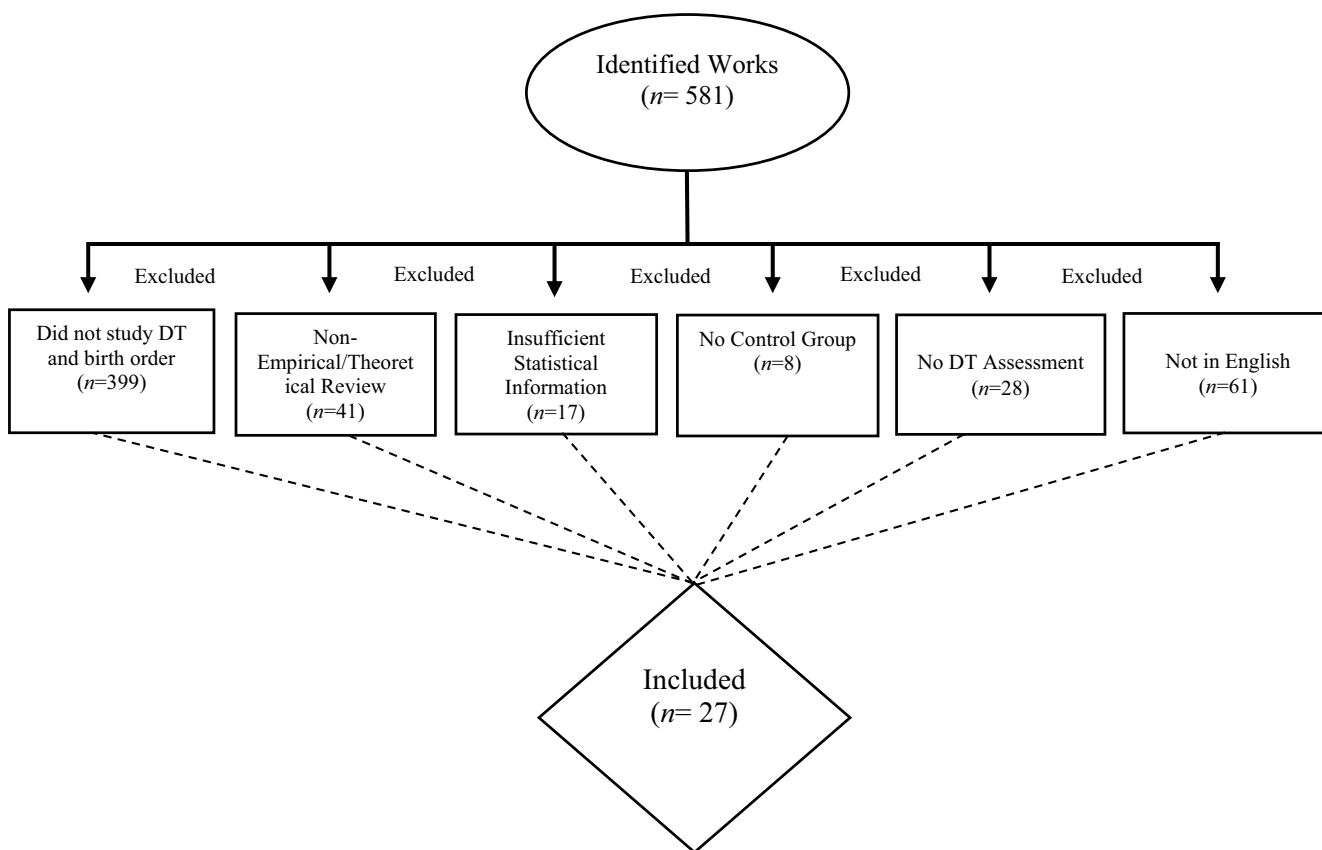 Identified Works
(n= 581)
Excluded
Excluded
Excluded
Excluded
Excluded
Did not study DT
and birth order
(n=399)
Non-
Empirical/Theoret
ical Review
(n=41)
Insufficient
Statistical
Information
(n=17)
No Control Group
(n=8)
No DT Assessment
(n=28)
Not in English
(n=61)
Included
(n= 27)